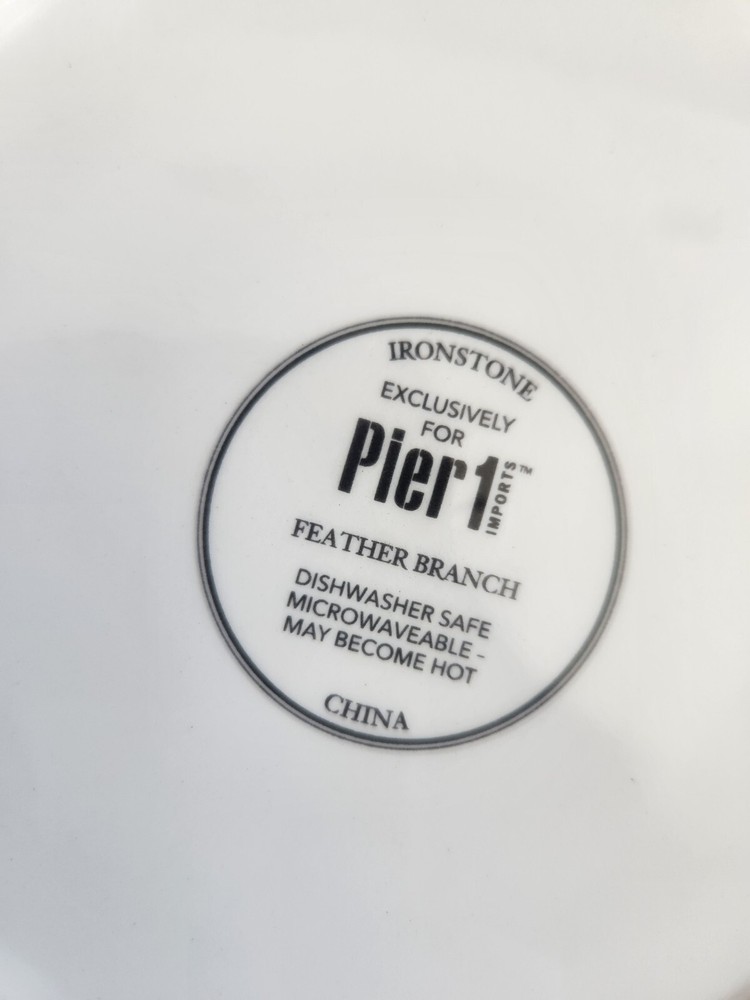 IRONSTONE
EXCLUSIVELY
FOR
Pier1 IMPORTS™
FEATHER BRANCH
DISHWASHER SAFE
MICROWAVEABLE -
MAY BECOME HOT
CHINA